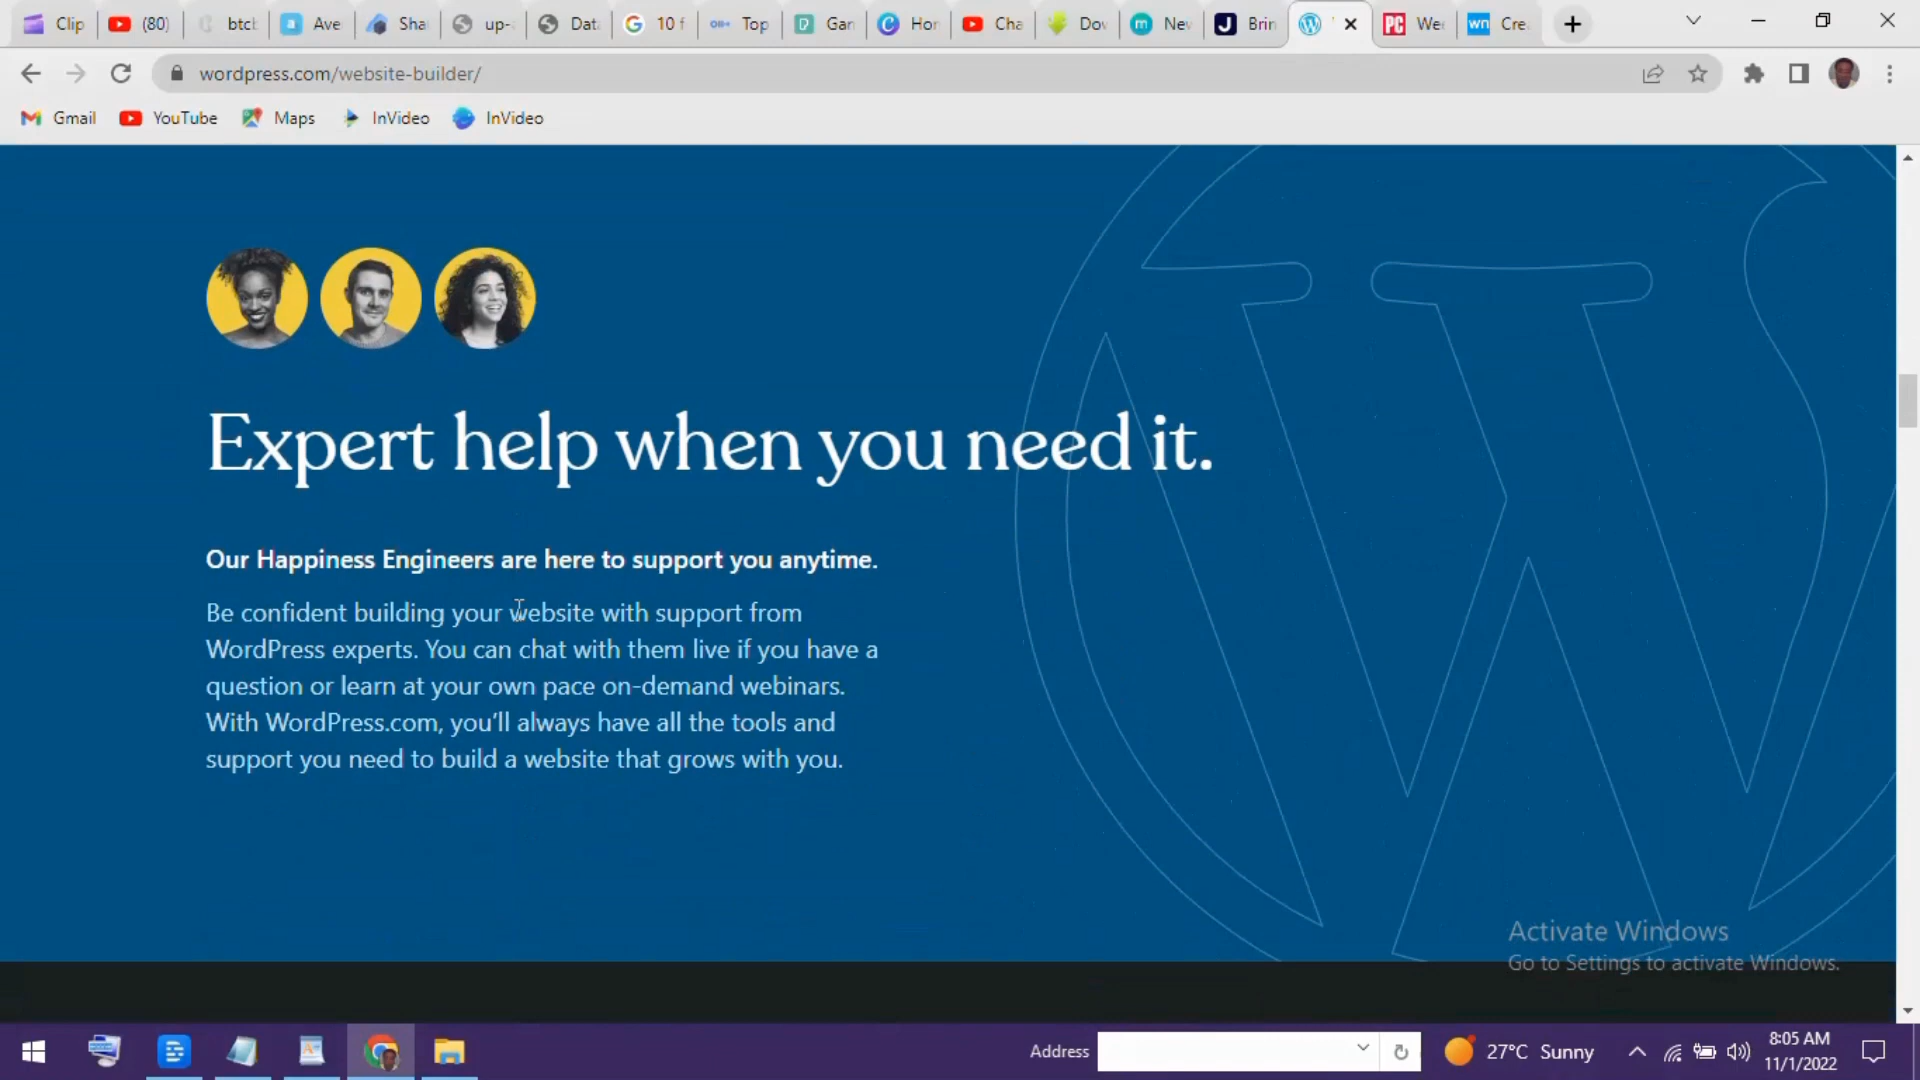 Clip
(80)
btcl
Ave
Sha
up-
Data
10 f
Top
Gar
Hor
Cha
Dov
Nev
Brin
Wel
Cre
wordpress.com/website-builder/
Gmail
YouTube
Maps
InVideo
InVideo
Expert help when you need it.
Our Happiness Engineers are here to support you anytime.
Be confident building your website with support from
WordPress experts. You can chat with them live if you have a
question or learn at your own pace on-demand webinars.
With WordPress.com, you’ll always have all the tools and
support you need to build a website that grows with you.
Activate Windows
Go to Settings to activate Windows.
Address
27°C Sunny
8:05 AM
11/1/2022